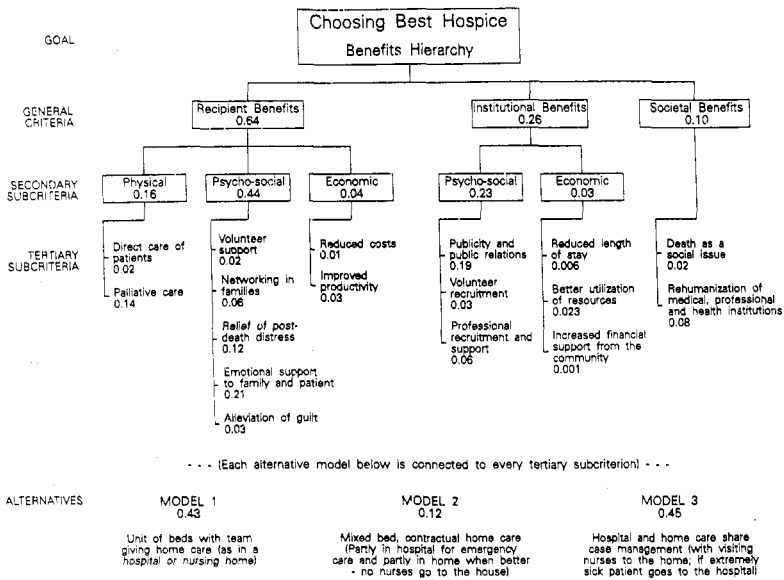 GOAL
Choosing Best Hospice
Benefits Hierarchy
GENERAL
CRITERIA
Recipient Benefits
0.64
Institutional Benefits
0.26
Societal Benefits
0.10
SECONDARY
SUBCRITERIA
Physical
0.16
Psycho-social
0.44
Economic
0.04
Psycho-social
0.23
Economic
0.03
TERTIARY
SUBCRITERIA
Direct care of
patients
0.02
Palliative care
0.14
Volunteer
support
0.02
Networking in
families
0.06
Relief of post-
death distress
0.12
Emotional support
to family and patient
0.21
Alleviation of guilt
0.03
Reduced costs
0.01
Improved
productivity
0.03
Publicity and
public relations
0.19
Volunteer
recruitment
0.03
Professional
recruitment and
support
0.06
Reduced length
of stay
0.006
Better utilization
of resources
0.023
Increased financial
support from the
community
0.001
Death as a
social issue
0.02
Rehumanization of
medical, professional
and health institutions
0.08
- - - (Each alternative model below is connected to every tertiary subcriterion) - - -
ALTERNATIVES
MODEL 1
0.43
Unit of beds with team
giving home care (as in a
hospital or nursing home)
MODEL 2
0.12
Mixed bed, contractual home care
(Partly in hospital for emergency
care and partly in home when better
- no nurses go to the house)
MODEL 3
0.45
Hospital and home care share
case management (with visiting
nurses to the home; if extremely
sick patient goes to the hospital)